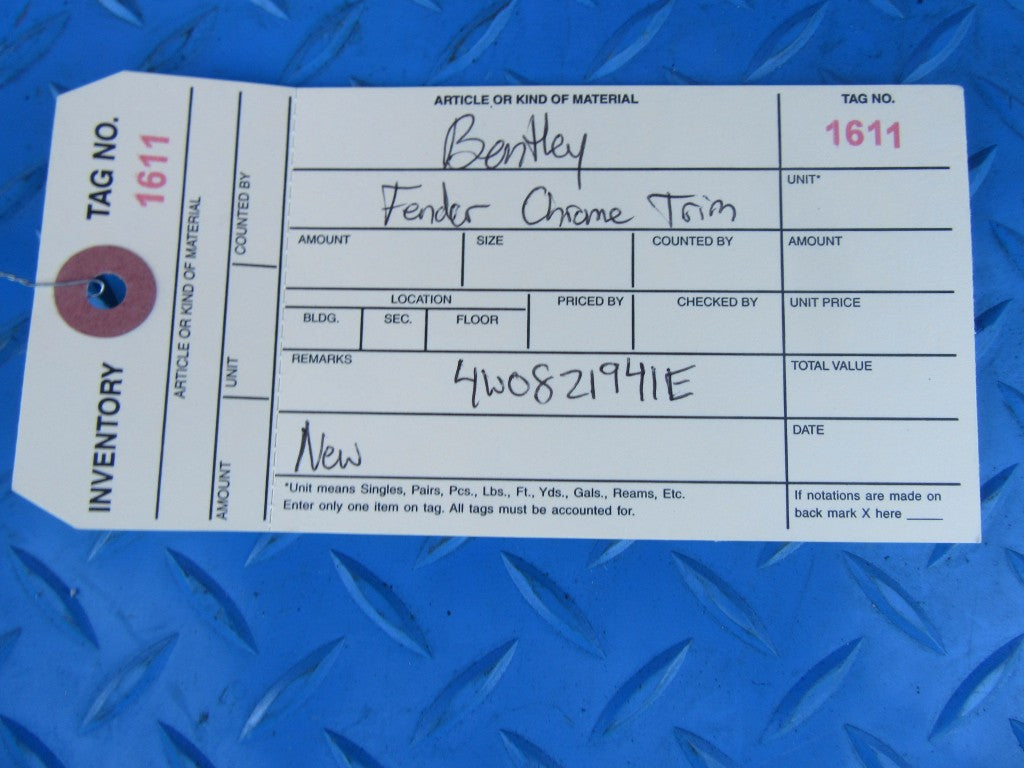 INVENTORY TAG NO.
1611
ARTICLE OR KIND OF MATERIAL
AMOUNT UNIT COUNTED BY
ARTICLE OR KIND OF MATERIAL
Bentley
TAG NO.
1611
Fender Chrome Trim
UNIT*
AMOUNT SIZE COUNTED BY AMOUNT
LOCATION
BLDG. SEC. FLOOR
PRICED BY CHECKED BY UNIT PRICE
REMARKS
4W0821941E
TOTAL VALUE
New
DATE
*Unit means Singles, Pairs, Pcs., Lbs., Ft., Yds., Gals., Reams, Etc.
Enter only one item on tag. All tags must be accounted for.
If notations are made on
back mark X here _____